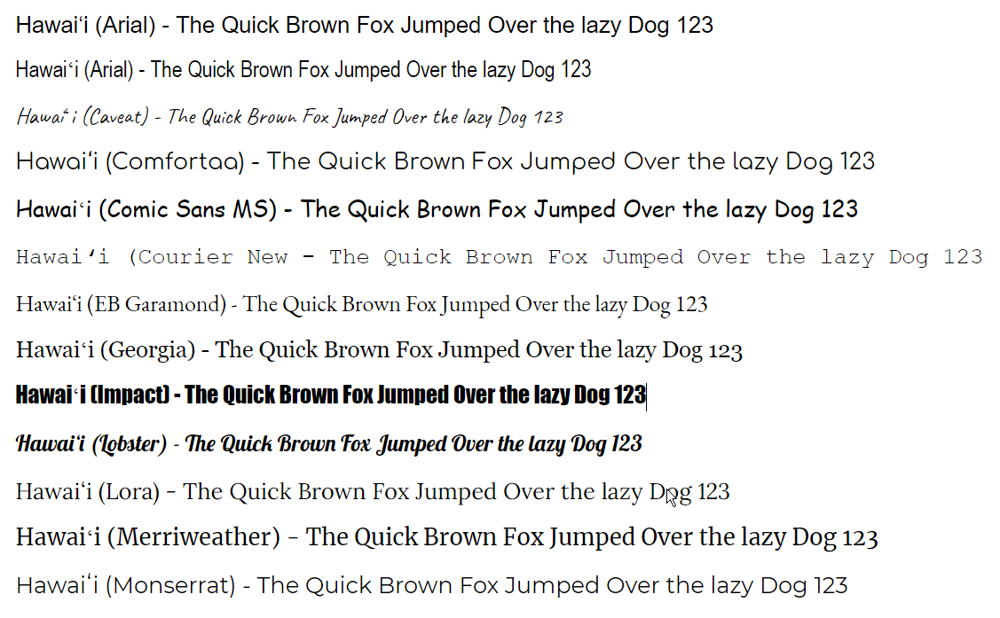 Hawaiʻi (Arial) - The Quick Brown Fox Jumped Over the lazy Dog 123
Hawaiʻi (Arial) - The Quick Brown Fox Jumped Over the lazy Dog 123
Hawaiʻi (Caveat) - The Quick Brown Fox Jumped Over the lazy Dog 123
Hawaiʻi (Comfortaa) - The Quick Brown Fox Jumped Over the lazy Dog 123
Hawaiʻi (Comic Sans MS) - The Quick Brown Fox Jumped Over the lazy Dog 123
Hawaiʻi (Courier New - The Quick Brown Fox Jumped Over the lazy Dog 123
Hawaiʻi (EB Garamond) - The Quick Brown Fox Jumped Over the lazy Dog 123
Hawaiʻi (Georgia) - The Quick Brown Fox Jumped Over the lazy Dog 123
Hawaiʻi (Impact) - The Quick Brown Fox Jumped Over the lazy Dog 123
Hawaiʻi (Lobster) - The Quick Brown Fox Jumped Over the lazy Dog 123
Hawaiʻi (Lora) - The Quick Brown Fox Jumped Over the lazy Dog 123
Hawaiʻi (Merriweather) - The Quick Brown Fox Jumped Over the lazy Dog 123
Hawaiʻi (Monserrat) - The Quick Brown Fox Jumped Over the lazy Dog 123